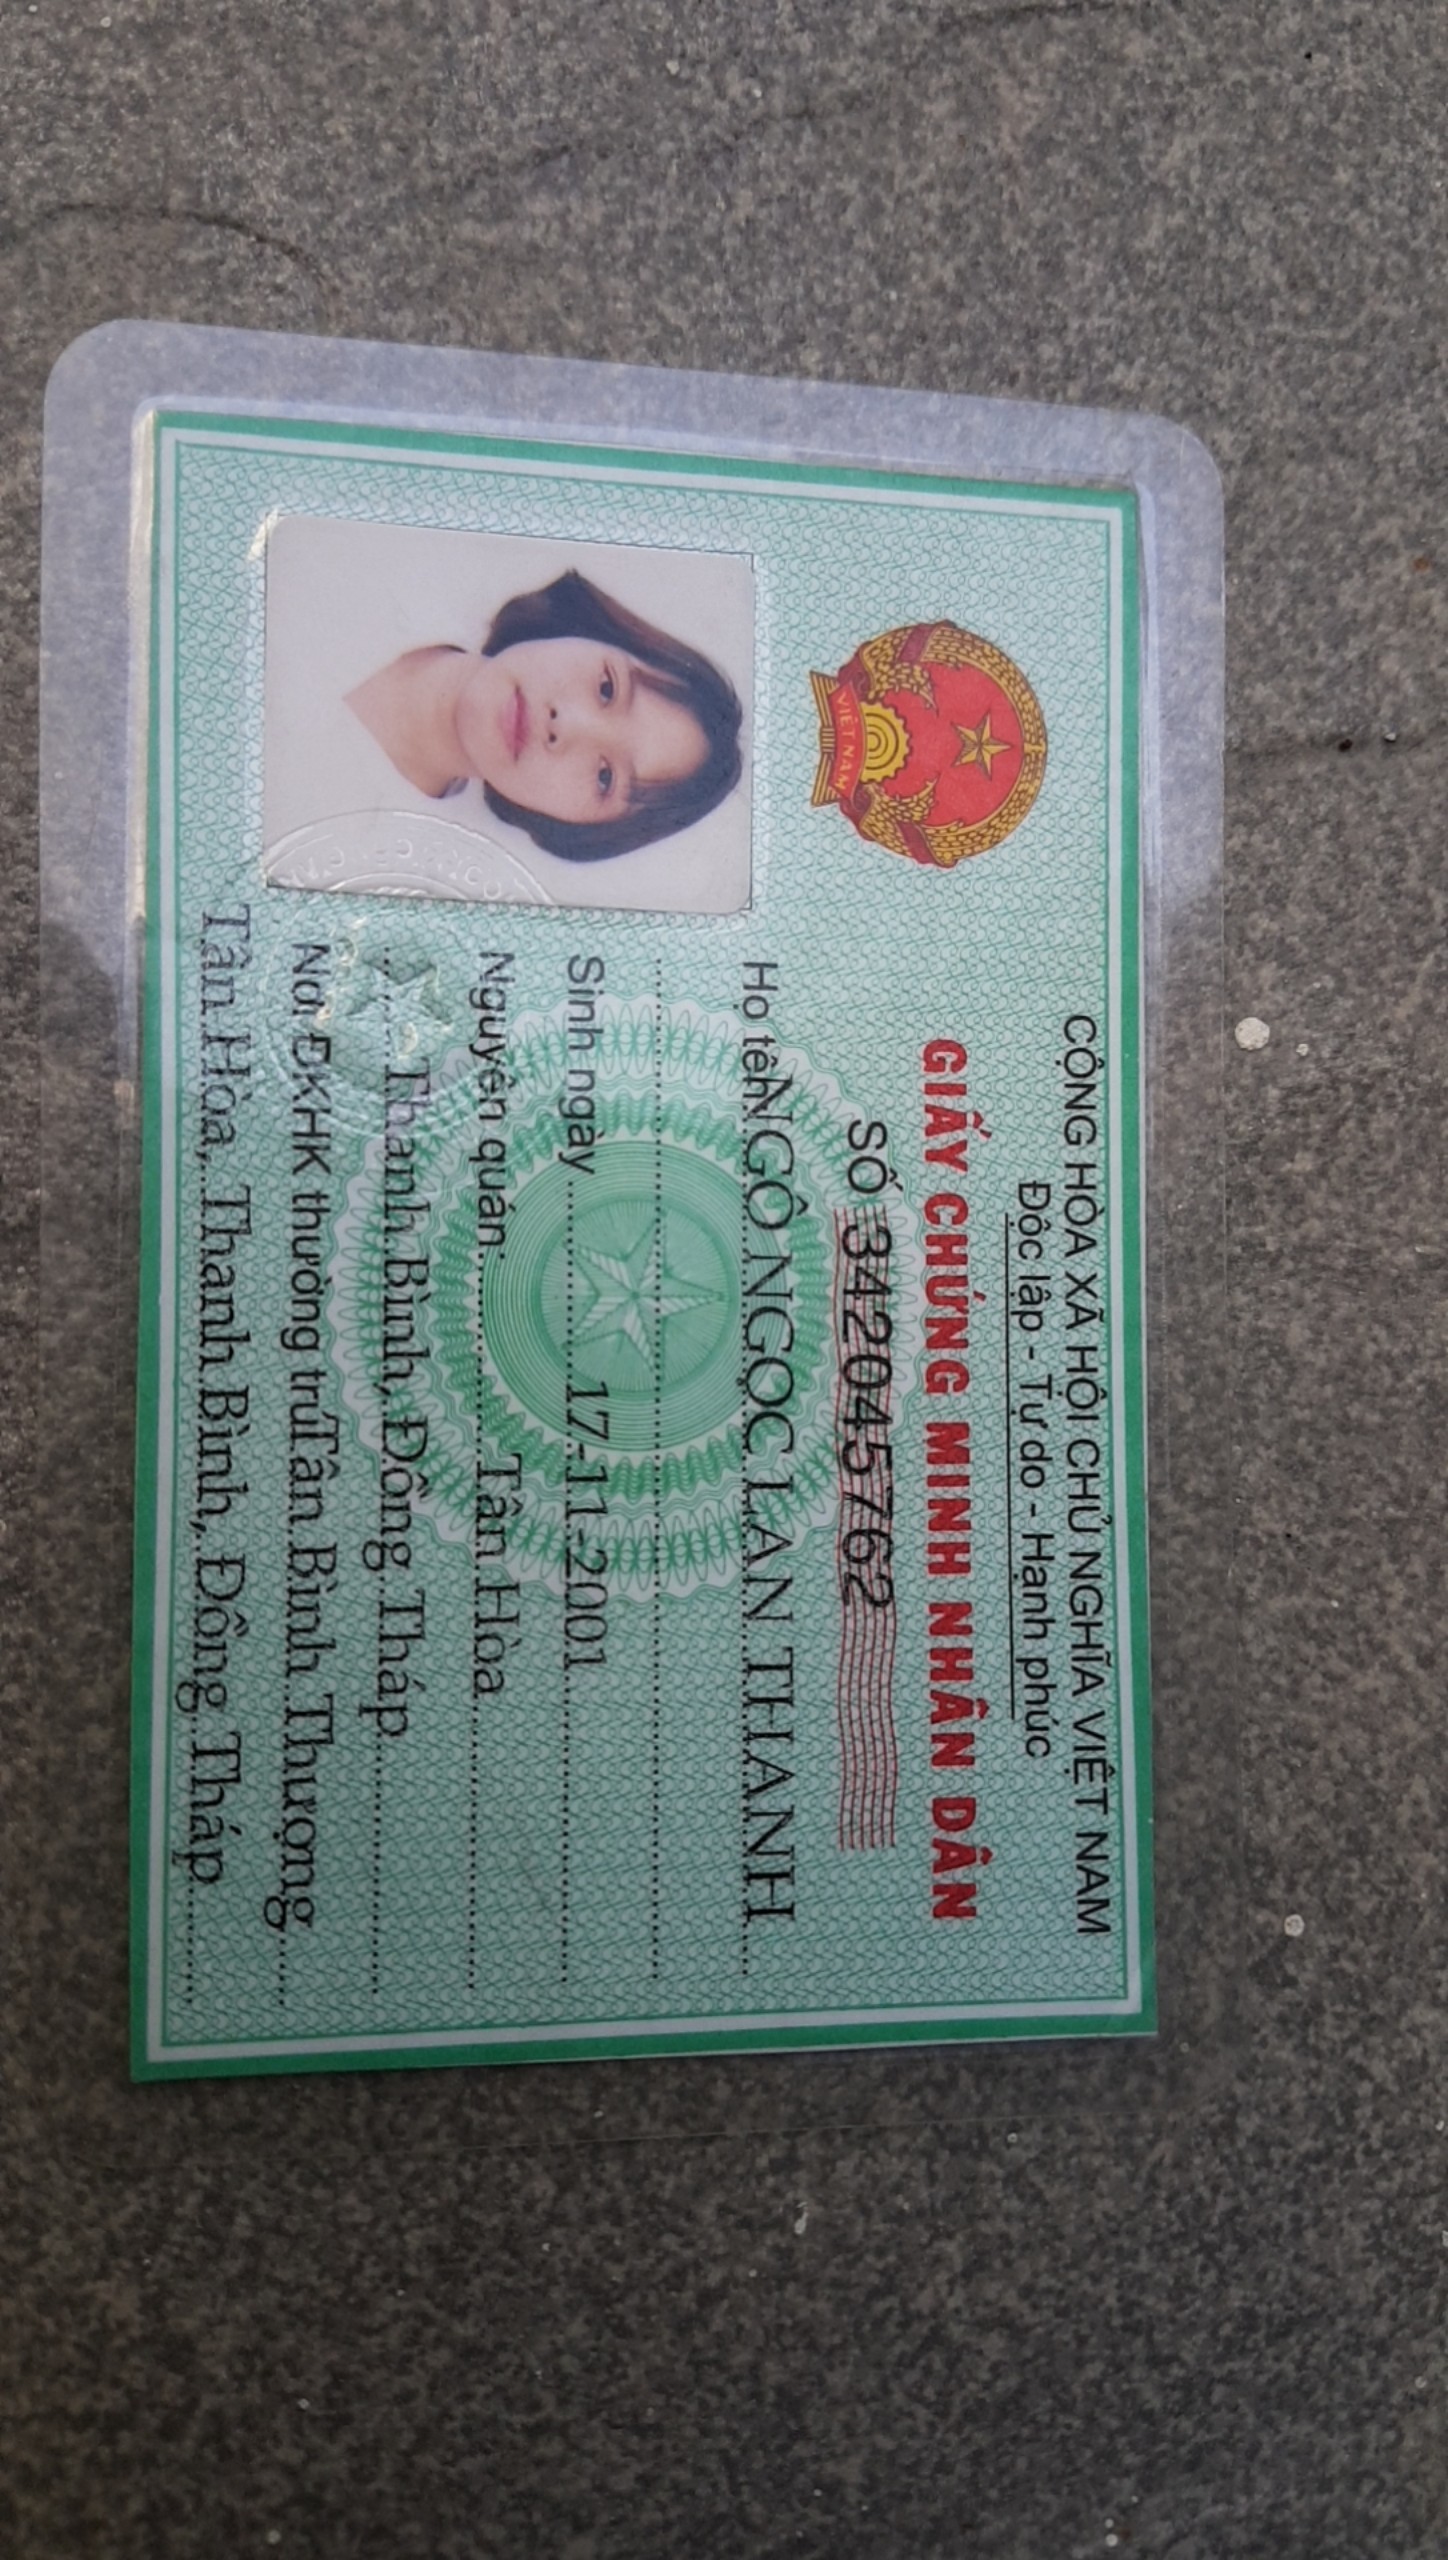 CỘNG HÒA XÃ HỘI CHỦ NGHĨA VIỆT NAM
Độc lập - Tự do - Hạnh phúc
GIẤY CHỨNG MINH NHÂN DÂN
SỐ 342045762
VIỆT NAM
Họ tên NGÔ NGỌC LAN THANH
Sinh ngày 17-11-2001
Nguyên quán: Tân Hòa
Thanh Bình, Đồng Tháp
Nơi ĐKHK thường trú Tân Bình Thượng
Tân Hòa, Thanh Bình, Đồng Tháp